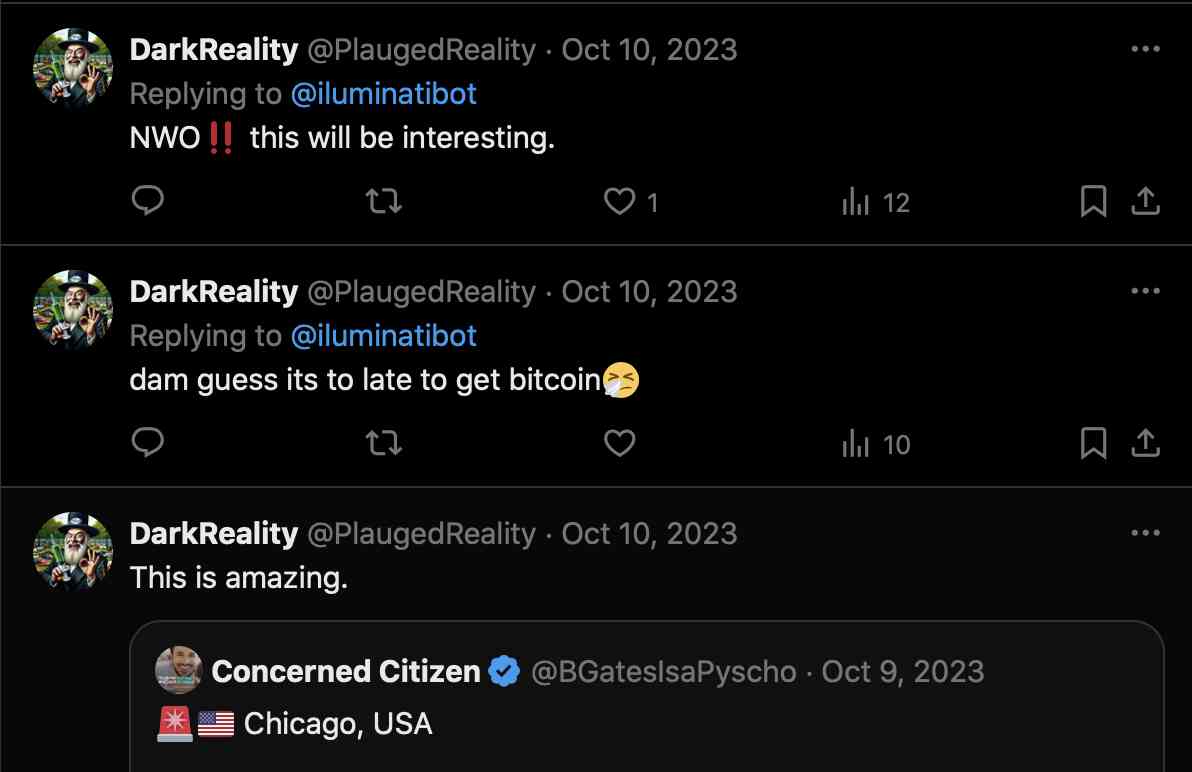 DarkReality @PlaugedReality · Oct 10, 2023
Replying to @iluminatibot
NWO‼️ this will be interesting.
1
12
DarkReality @PlaugedReality · Oct 10, 2023
Replying to @iluminatibot
dam guess its to late to get bitcoin🤧
10
DarkReality @PlaugedReality · Oct 10, 2023
This is amazing.
Concerned Citizen @BGatesIsaPyscho · Oct 9, 2023
🚨🇺🇸 Chicago, USA